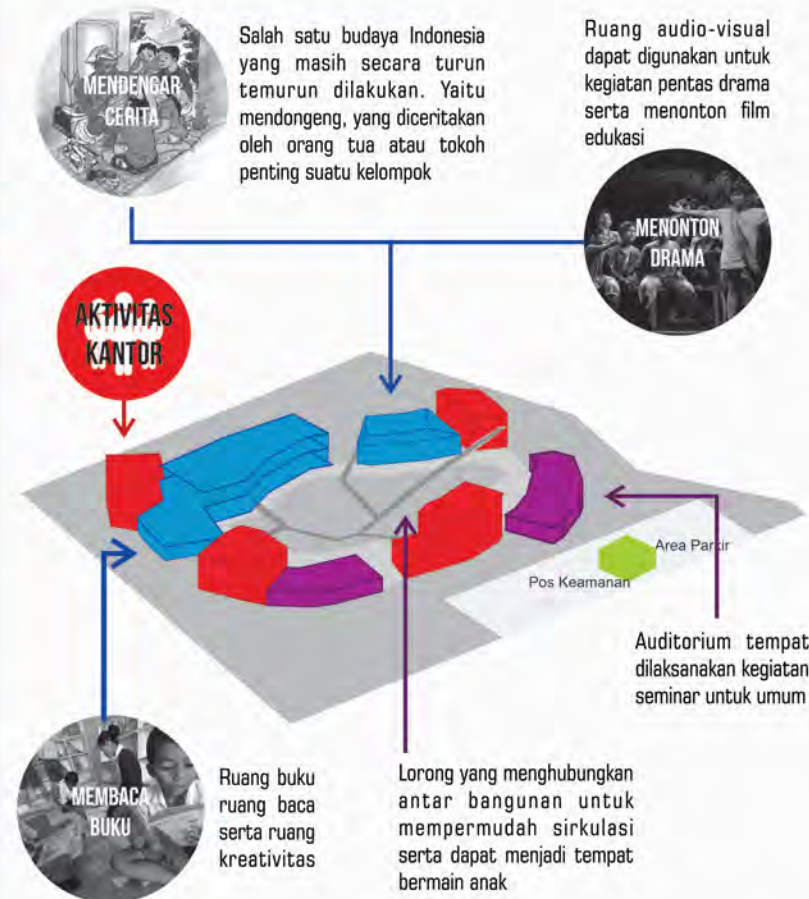 MENDENGAR
CERITA
Salah satu budaya Indonesia
yang masih secara turun
temurun dilakukan. Yaitu
mendongeng, yang diceritakan
oleh orang tua atau tokoh
penting suatu kelompok
Ruang audio-visual
dapat digunakan untuk
kegiatan pentas drama
serta menonton film
edukasi
MENONTON
DRAMA
AKTIVITAS
KANTOR
Area Parkir
Pos Keamanan
Auditorium tempat
dilaksanakan kegiatan
seminar untuk umum
MEMBACA
BUKU
Ruang buku
ruang baca
serta ruang
kreativitas
Lorong yang menghubungkan
antar bangunan untuk
mempermudah sirkulasi
serta dapat menjadi tempat
bermain anak